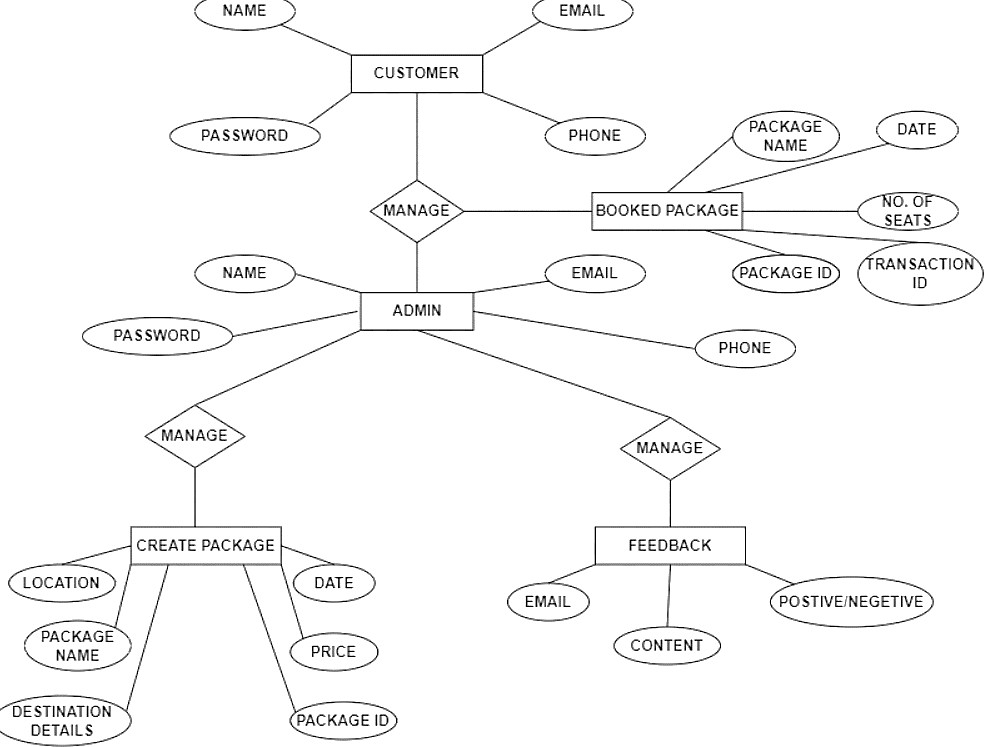 NAME
EMAIL
CUSTOMER
PASSWORD
PHONE
PACKAGE
NAME
DATE
MANAGE
BOOKED PACKAGE
NO. OF
SEATS
NAME
EMAIL
PACKAGE ID
TRANSACTION
ID
ADMIN
PASSWORD
PHONE
MANAGE
MANAGE
CREATE PACKAGE
FEEDBACK
LOCATION
DATE
EMAIL
POSTIVE/NEGETIVE
PACKAGE
NAME
PRICE
CONTENT
DESTINATION
DETAILS
PACKAGE ID